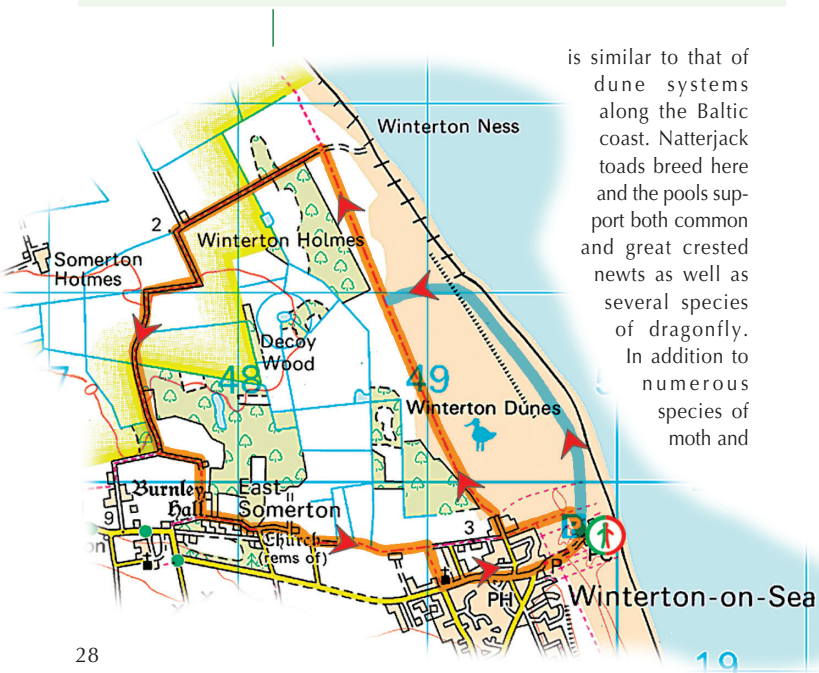 is similar to that of
dune systems
along the Baltic
coast. Natterjack
toads breed here
and the pools sup-
port both common
and great crested
newts as well as
several species
of dragonfly.
In addition to
numerous
species of
moth and
Winterton Ness
2
Winterton Holmes
Somerton
Holmes
Decoy
Wood
48
49
Winterton Dunes
Burnley
Hall
East
Somerton
Church
(rems of)
9
3
B
P
PC
PH
Winterton-on-Sea
19
28